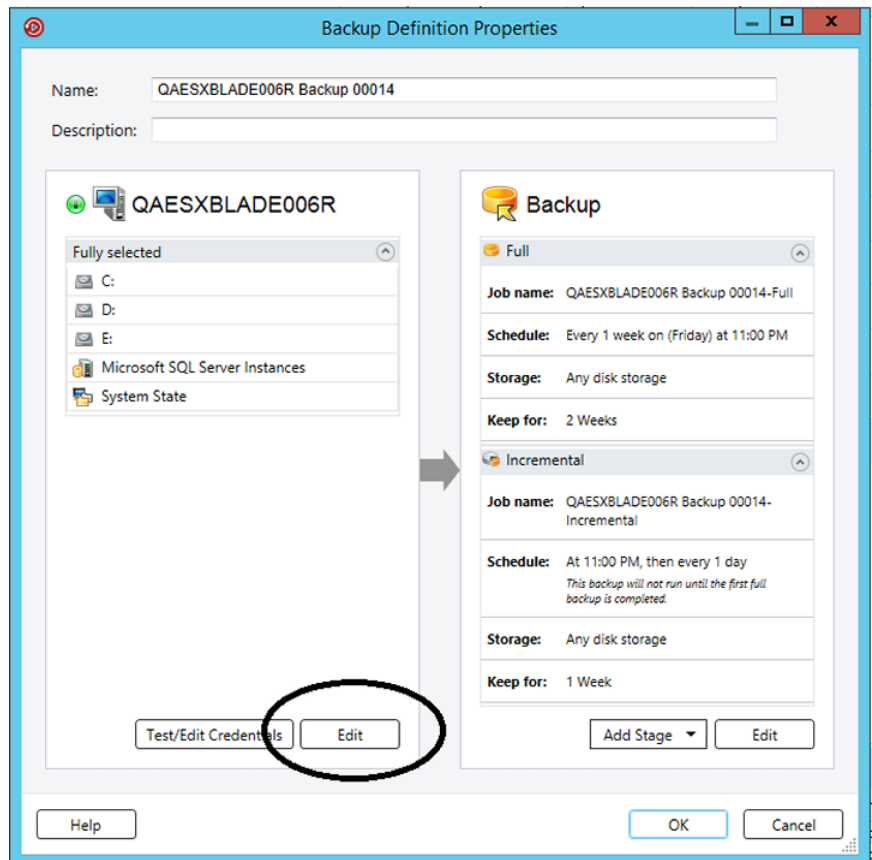 Backup Definition Properties
Name: QAESXBLADE006R Backup 00014
Description:
QAESXBLADE006R
Fully selected
C:
D:
E:
Microsoft SQL Server Instances
System State
Test/Edit Credentials
Edit
Backup
Full
Job name: QAESXBLADE006R Backup 00014-Full
Schedule: Every 1 week on (Friday) at 11:00 PM
Storage: Any disk storage
Keep for: 2 Weeks
Incremental
Job name: QAESXBLADE006R Backup 00014-
Incremental
Schedule: At 11:00 PM, then every 1 day
This backup will not run until the first full
backup is completed.
Storage: Any disk storage
Keep for: 1 Week
Add Stage
Edit
Help
OK
Cancel